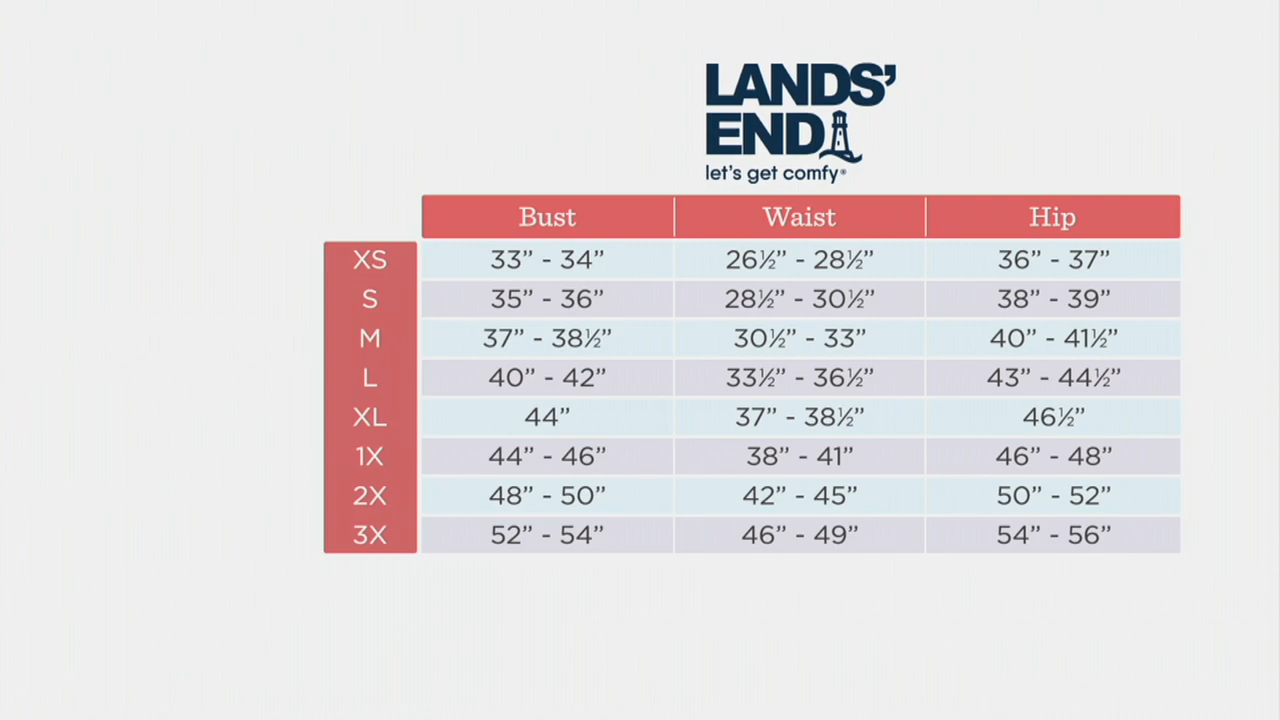 LANDS’
END
let’s get comfy®
Bust Waist Hip
XS 33” - 34” 26½” - 28½” 36” - 37”
S 35” - 36” 28½” - 30½” 38” - 39”
M 37” - 38½” 30½” - 33” 40” - 41½”
L 40” - 42” 33½” - 36½” 43” - 44½”
XL 44” 37” - 38½” 46½”
1X 44” - 46” 38” - 41” 46” - 48”
2X 48” - 50” 42” - 45” 50” - 52”
3X 52” - 54” 46” - 49” 54” - 56”